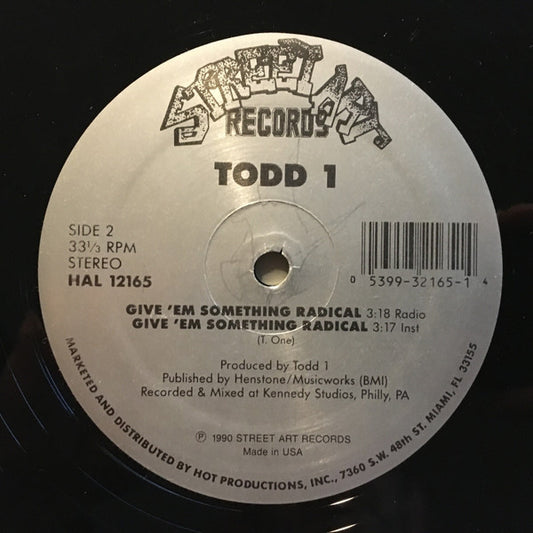 STREET ART
RECORDS
TODD 1
SIDE 2
33⅓ RPM
STEREO
HAL 12165
0 5399-32165-1 4
GIVE 'EM SOMETHING RADICAL 3:18 Radio
GIVE 'EM SOMETHING RADICAL 3:17 Inst
(T. One)
Produced by Todd 1
Published by Henstone/Musicworks (BMI)
Recorded & Mixed at Kennedy Studios, Philly, PA
℗ 1990 STREET ART RECORDS
Made in USA
MARKETED AND DISTRIBUTED BY HOT PRODUCTIONS, INC., 7360 S.W. 48th ST. MIAMI, FL 33155